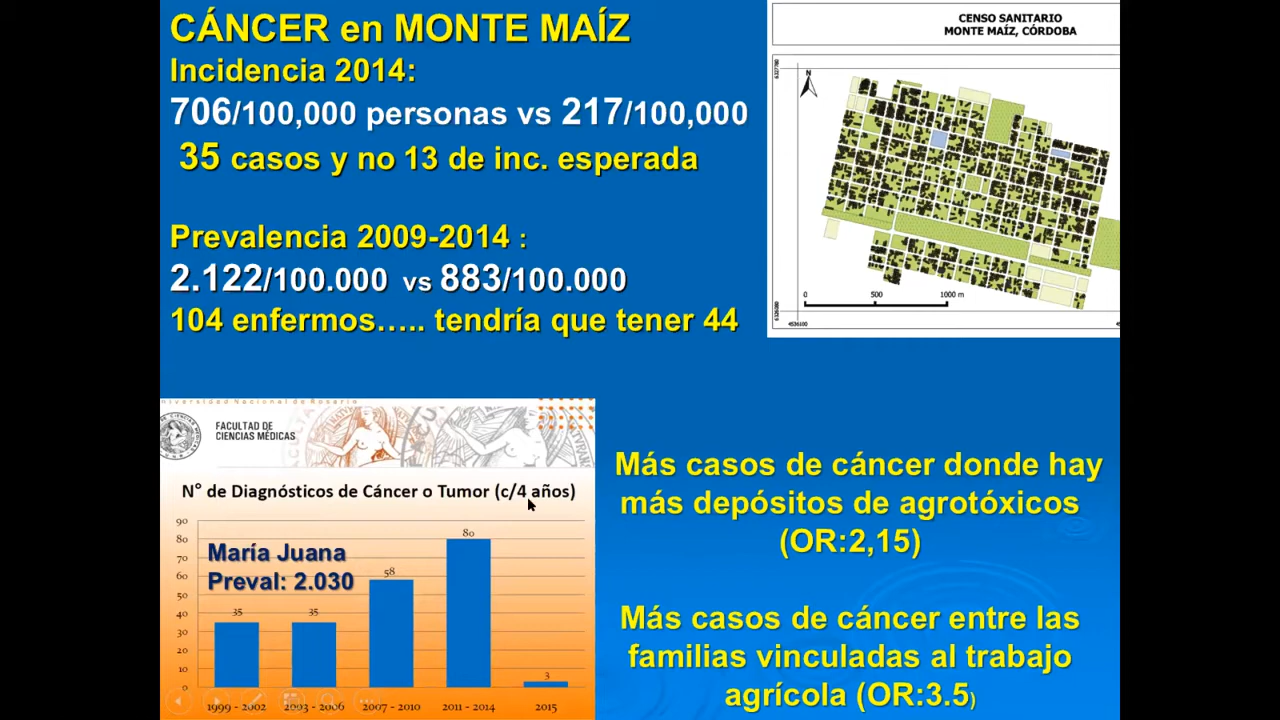 CÁNCER en MONTE MAÍZ
Incidencia 2014:
706/100,000 personas vs 217/100,000
35 casos y no 13 de inc. esperada
Prevalencia 2009-2014 :
2.122/100.000 vs 883/100.000
104 enfermos….. tendría que tener 44
CENSO SANITARIO
MONTE MAÍZ, CÓRDOBA
N
0 500 1000 m
4536100
Universidad Nacional de Rosario
FACULTAD DE
CIENCIAS MÉDICAS
N° de Diagnósticos de Cáncer o Tumor (c/4 años)
María Juana
Preval: 2.030
90
80
70
60
50
40
30
20
10
0
35
35
58
80
3
1999 - 2002
2003 - 2006
2007 - 2010
2011 - 2014
2015
Más casos de cáncer donde hay
más depósitos de agrotóxicos
(OR:2,15)
Más casos de cáncer entre las
familias vinculadas al trabajo
agrícola (OR:3.5)